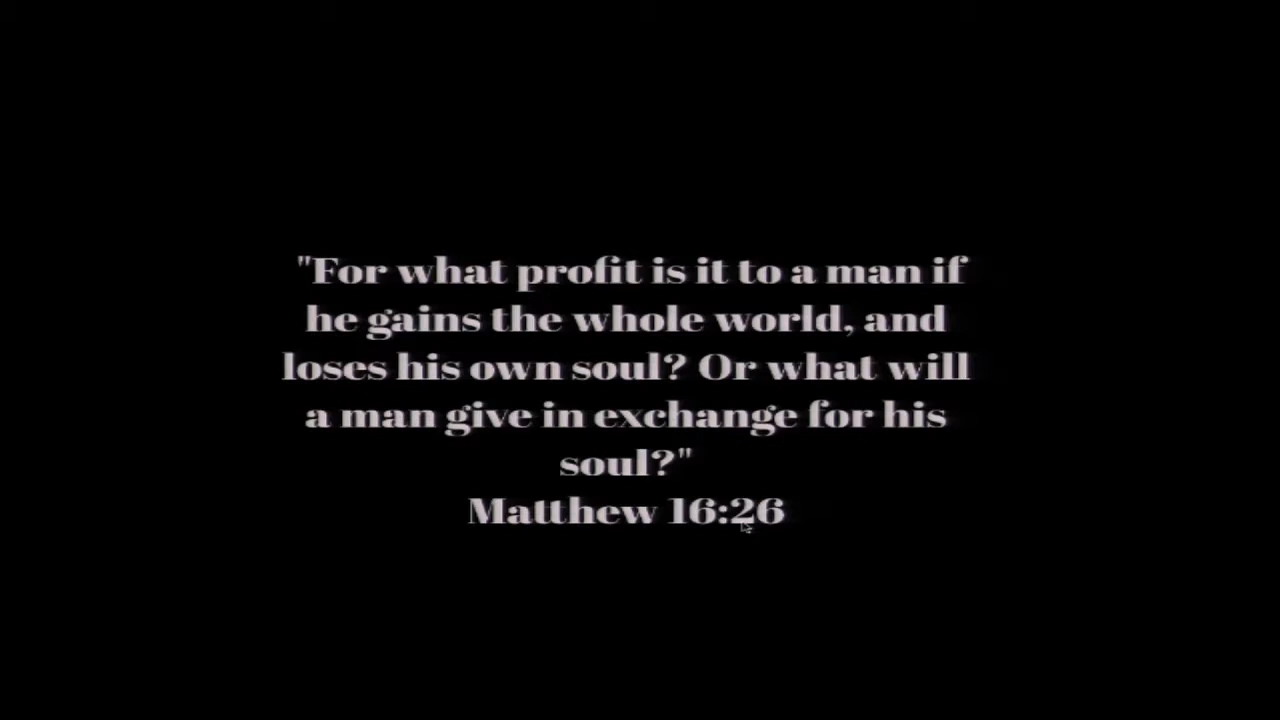 "For what profit is it to a man if
he gains the whole world, and
loses his own soul? Or what will
a man give in exchange for his
soul?"
Matthew 16:26